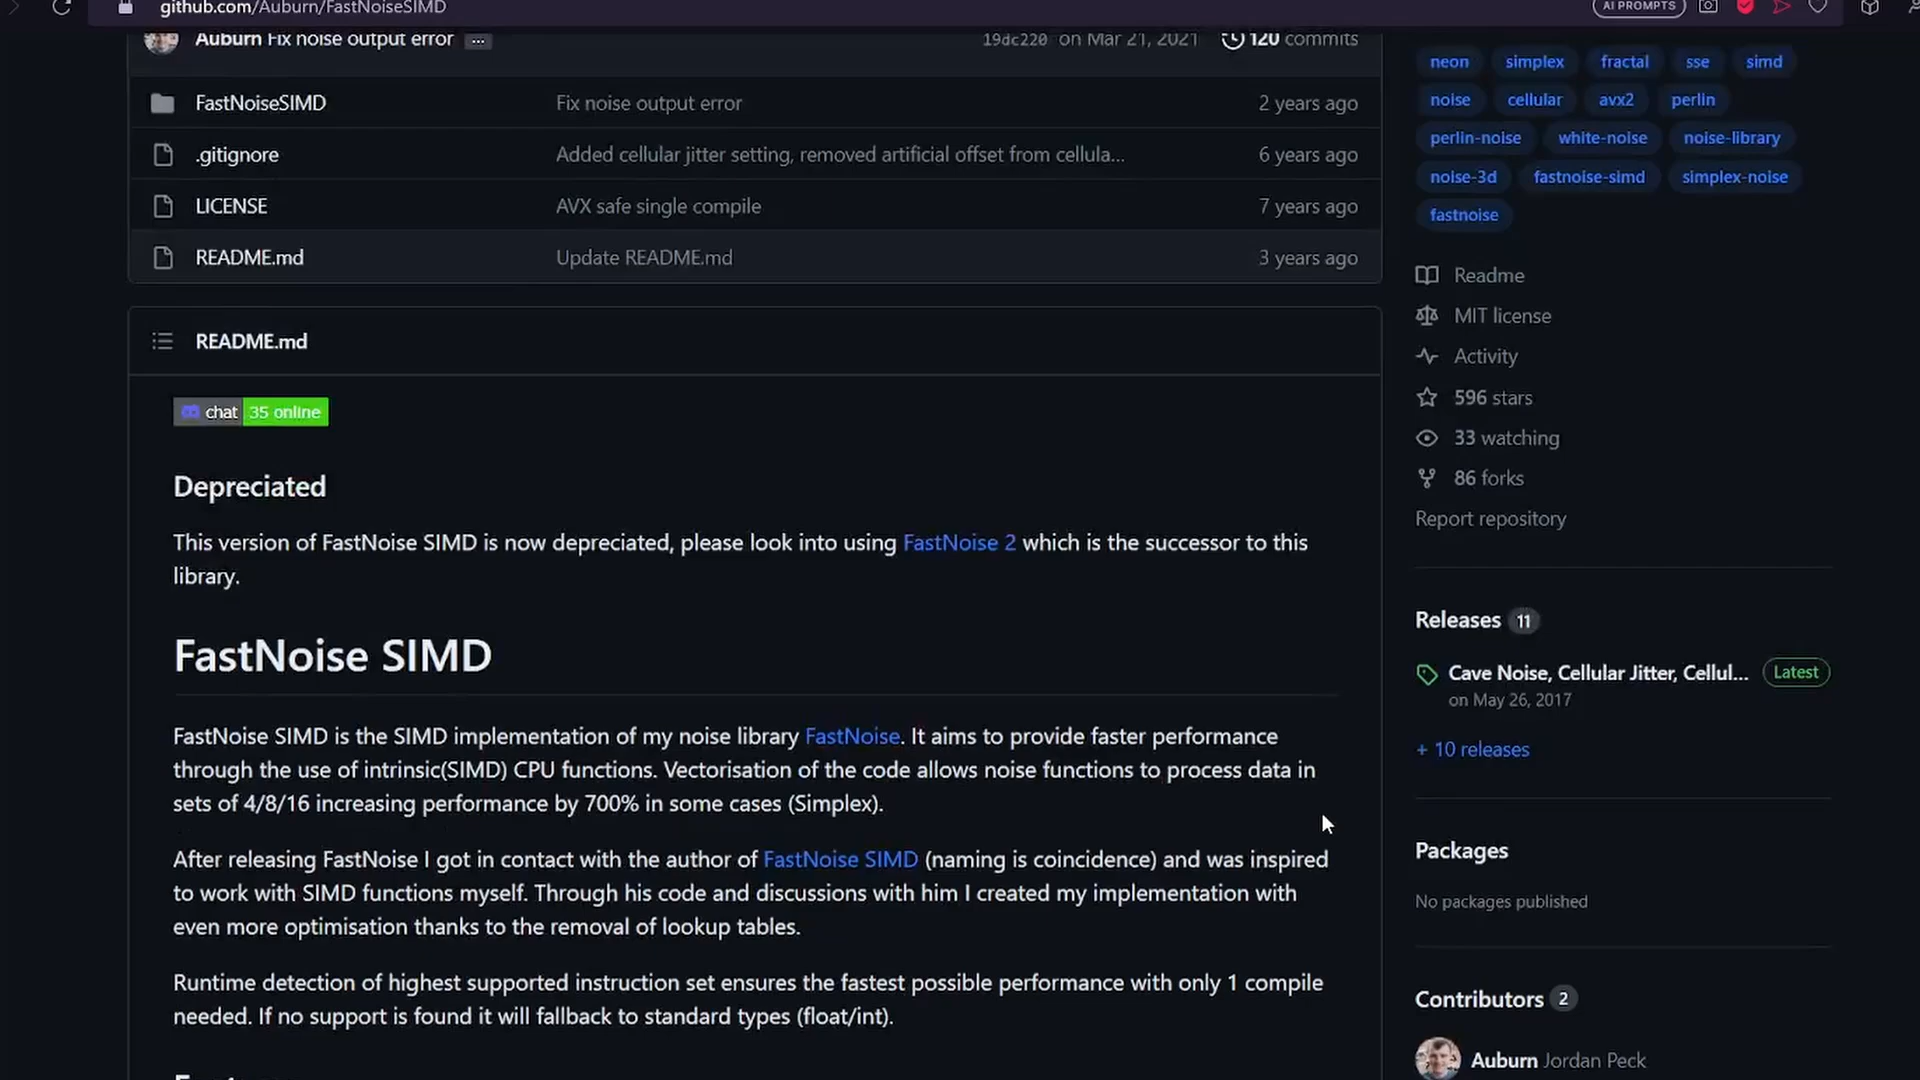 github.com/Auburn/FastNoiseSIMD
AI PROMPTS
Auburn Fix noise output error ...
19dc220 on Mar 21, 2021 120 commits
FastNoiseSIMD Fix noise output error 2 years ago
.gitignore Added cellular jitter setting, removed artificial offset from cellula... 6 years ago
LICENSE AVX safe single compile 7 years ago
README.md Update README.md 3 years ago
README.md
chat 35 online
Depreciated
This version of FastNoise SIMD is now depreciated, please look into using FastNoise 2 which is the successor to this
library.
FastNoise SIMD
FastNoise SIMD is the SIMD implementation of my noise library FastNoise. It aims to provide faster performance
through the use of intrinsic(SIMD) CPU functions. Vectorisation of the code allows noise functions to process data in
sets of 4/8/16 increasing performance by 700% in some cases (Simplex).
After releasing FastNoise I got in contact with the author of FastNoise SIMD (naming is coincidence) and was inspired
to work with SIMD functions myself. Through his code and discussions with him I created my implementation with
even more optimisation thanks to the removal of lookup tables.
Runtime detection of highest supported instruction set ensures the fastest possible performance with only 1 compile
needed. If no support is found it will fallback to standard types (float/int).
neon simplex fractal sse simd
noise cellular avx2 perlin
perlin-noise white-noise noise-library
noise-3d fastnoise-simd simplex-noise
fastnoise
Readme
MIT license
Activity
596 stars
33 watching
86 forks
Report repository
Releases 11
Cave Noise, Cellular Jitter, Cellul... Latest
on May 26, 2017
+ 10 releases
Packages
No packages published
Contributors 2
Auburn Jordan Peck